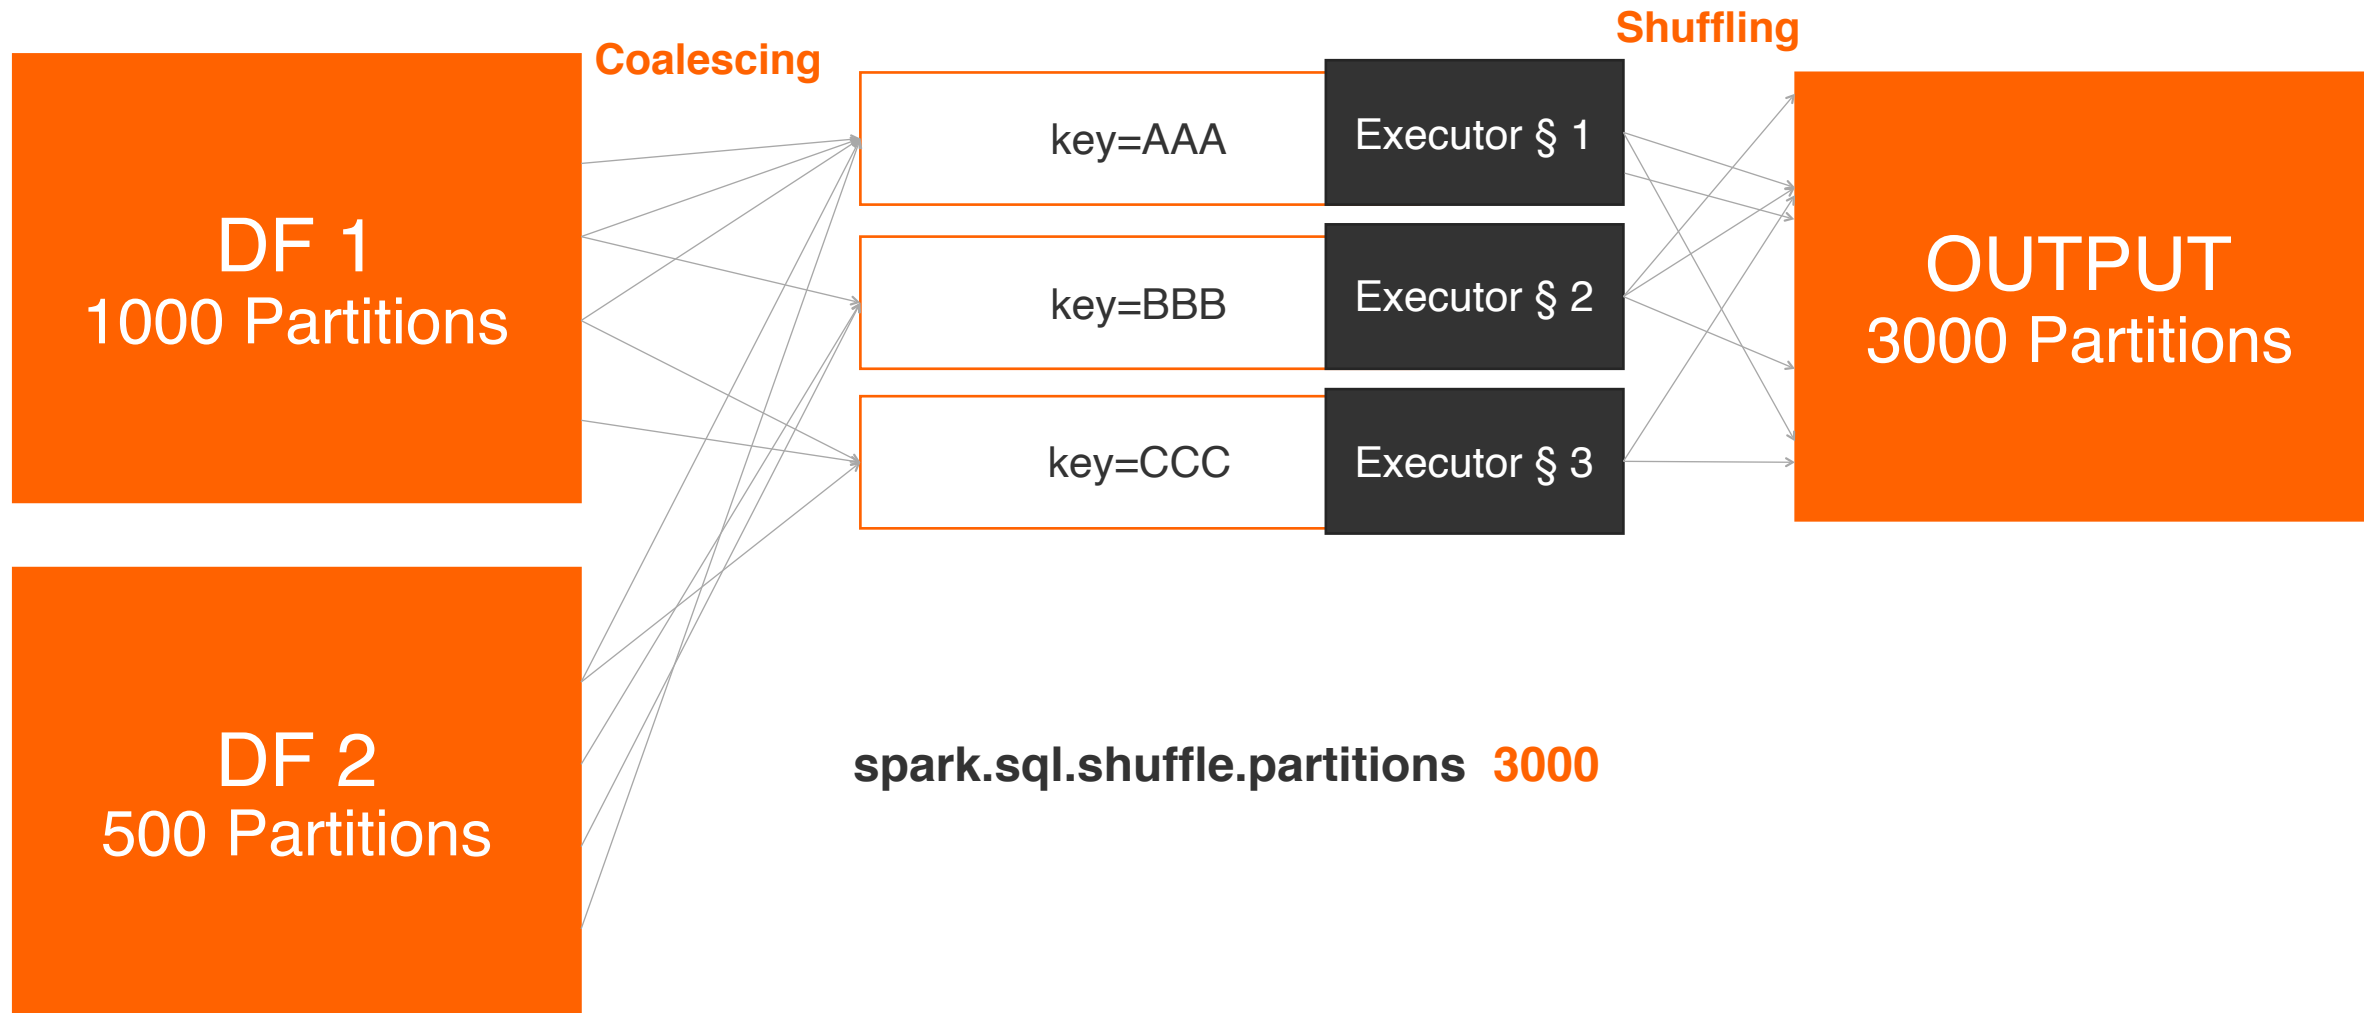 Shuffling
Coalescing
DF 1
1000 Partitions
key=AAA
Executor § 1
key=BBB
Executor § 2
key=CCC
Executor § 3
OUTPUT
3000 Partitions
DF 2
500 Partitions
spark.sql.shuffle.partitions 3000